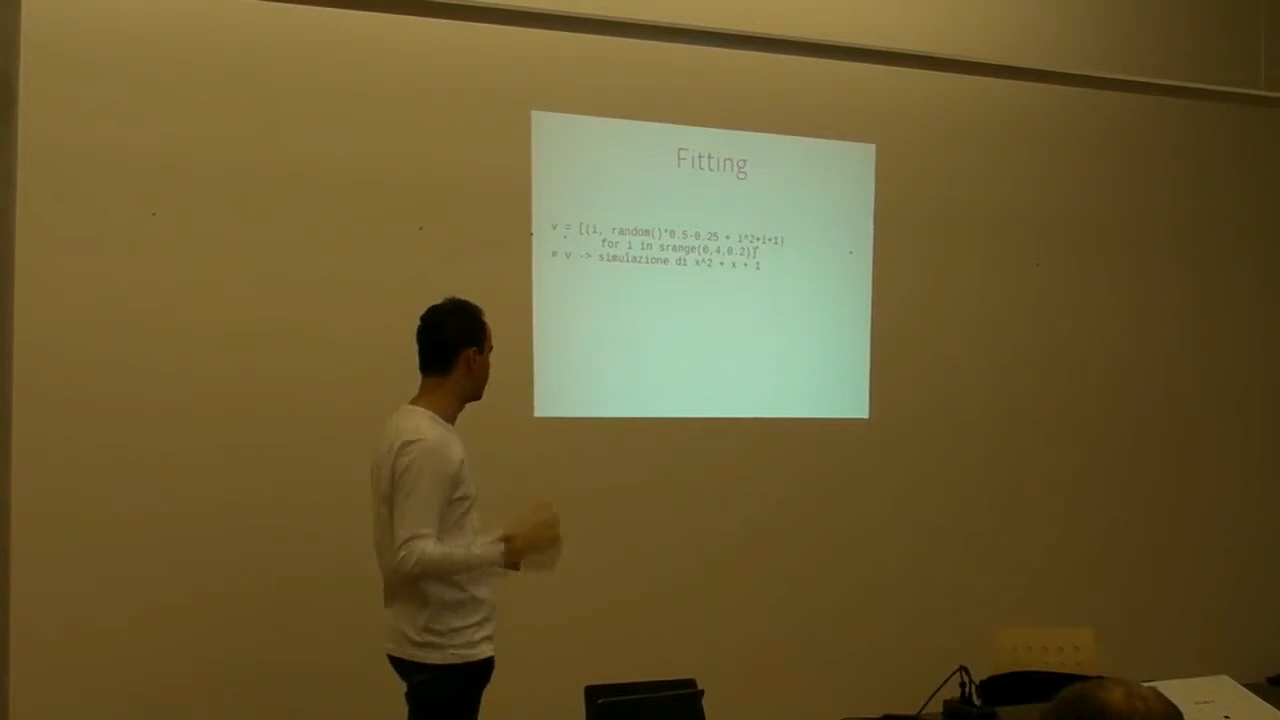 Fitting
v = [(i, random()*0.5-0.25 + i^2+i+1)
for i in srange(0,4,0.2)]
# v -> simulazione di x^2 + x + 1